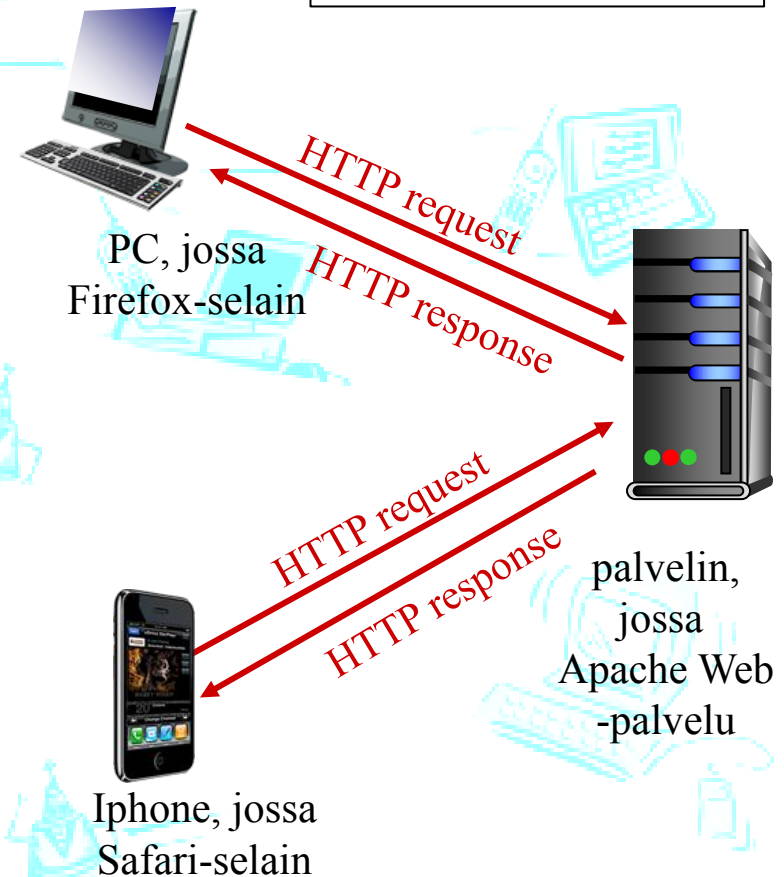 HTTP request
HTTP response
PC, jossa
Firefox-selain
HTTP request
HTTP response
palvelin,
jossa
Apache Web
-palvelu
Iphone, jossa
Safari-selain